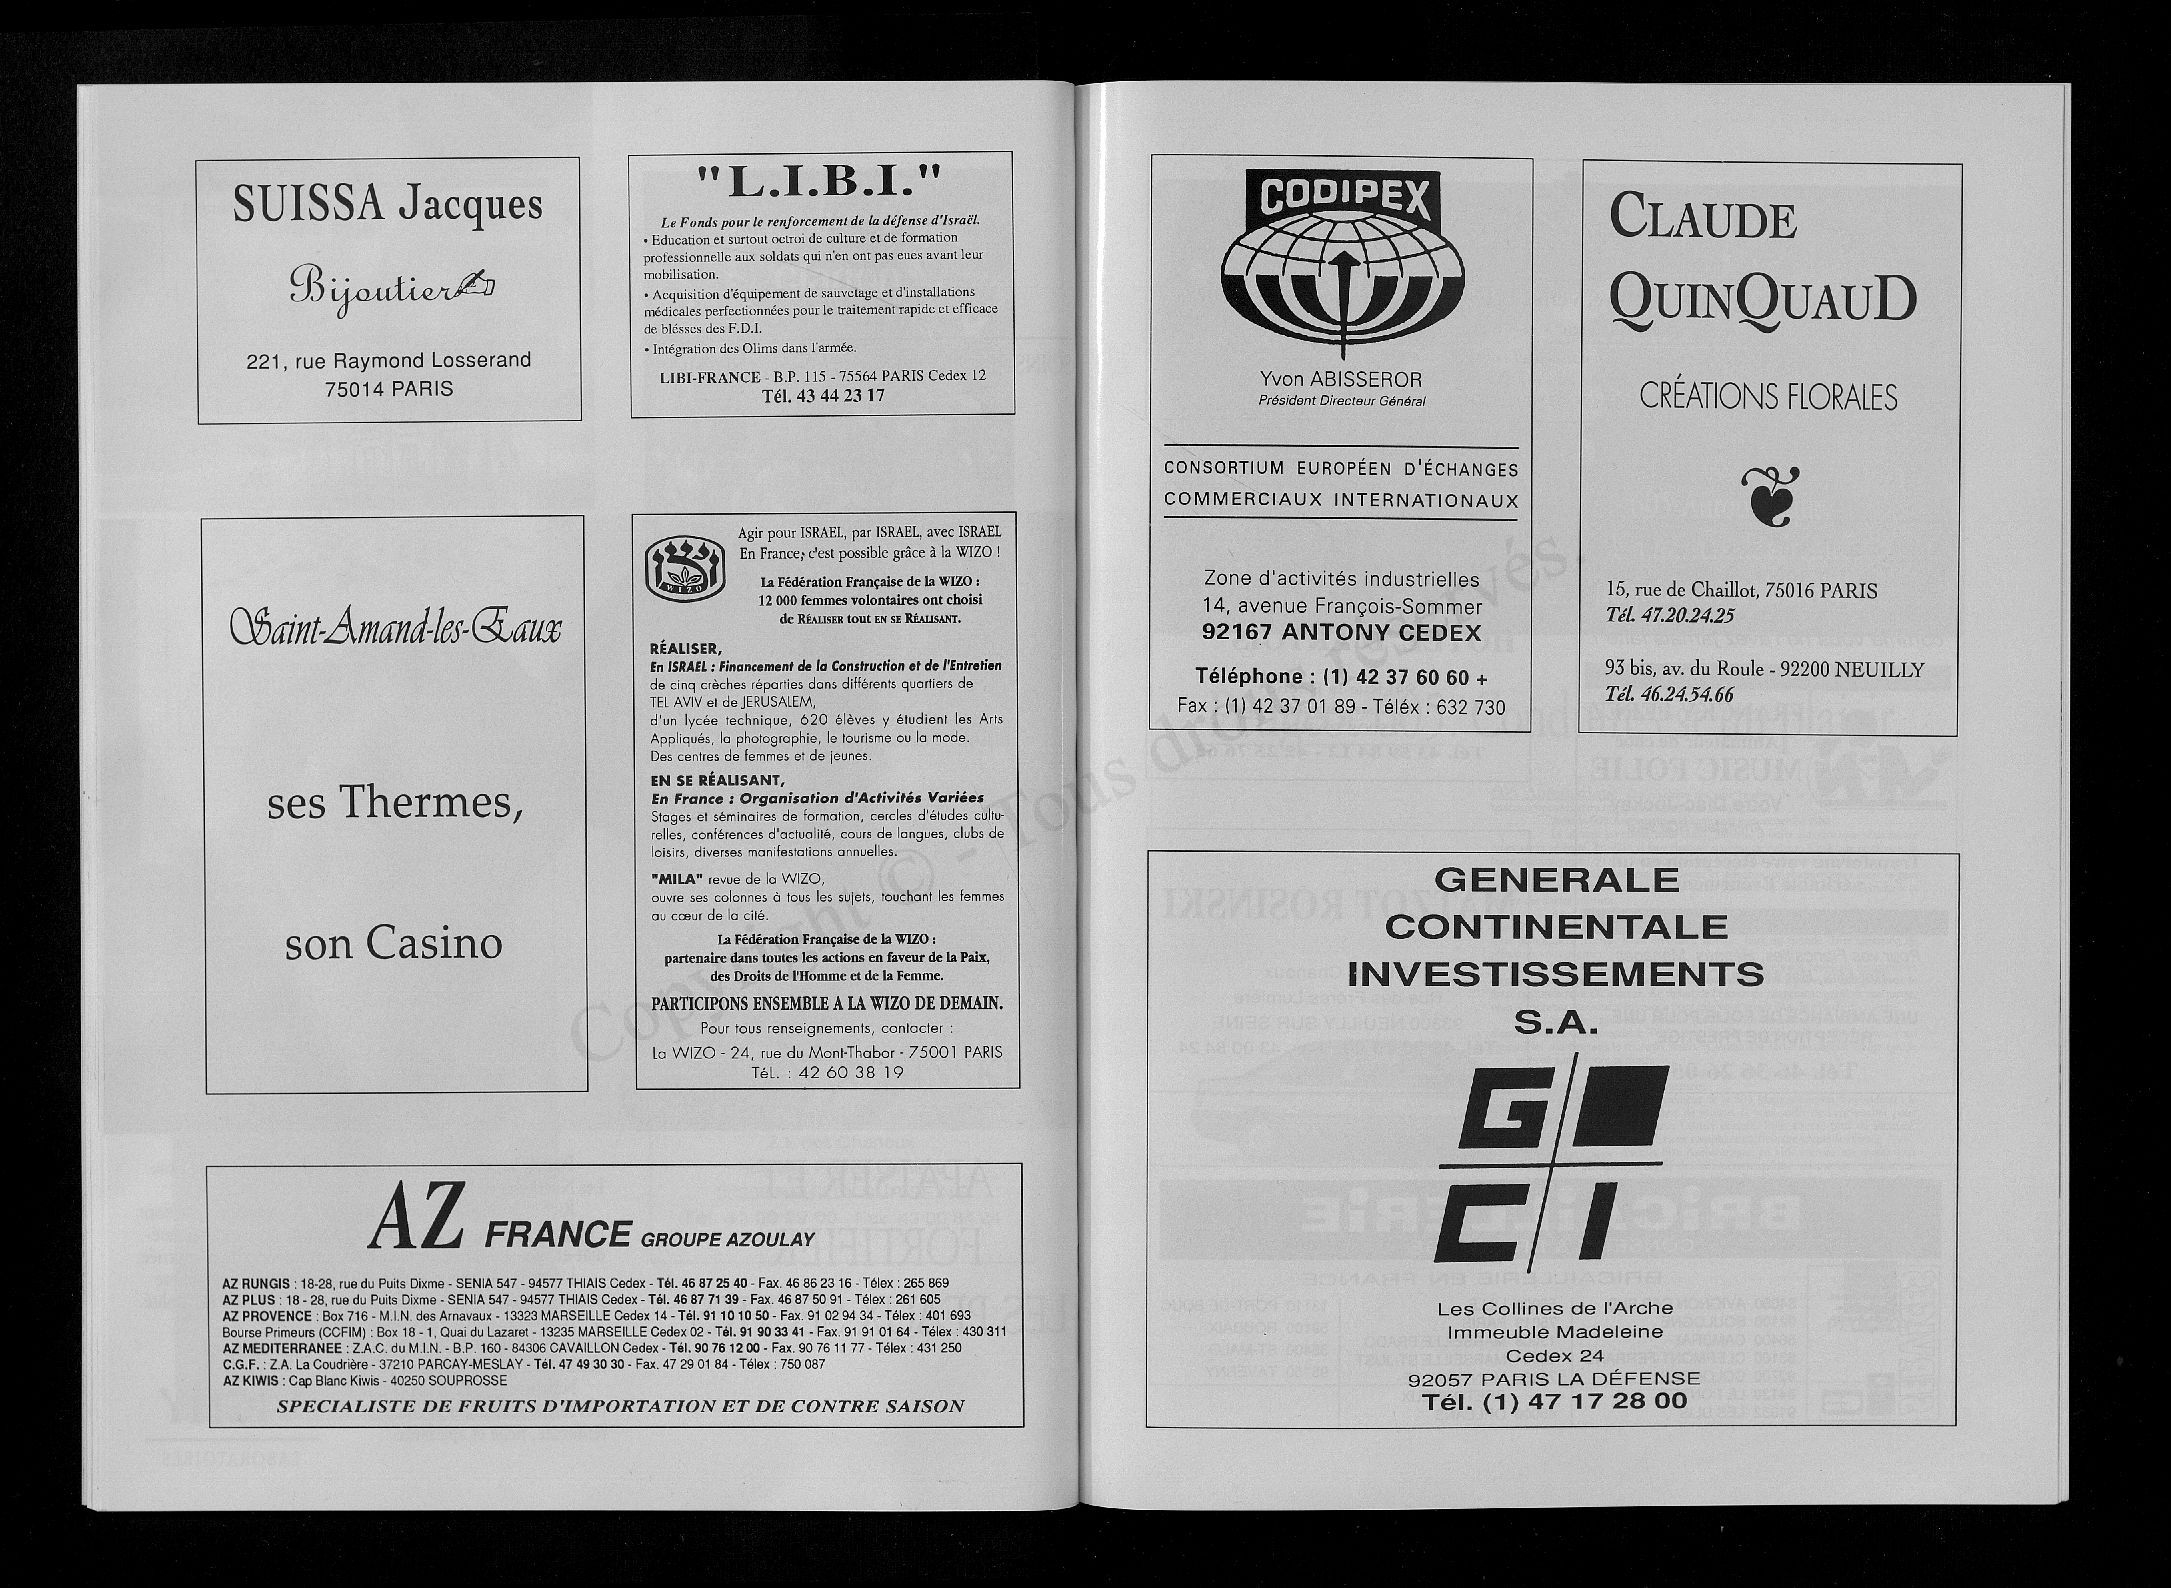 SUISSA Jacques
Bijoutier
221, rue Raymond Losserand
75014 PARIS
"L.I.B.I."
Le Fonds pour le renforcement de la défense d'Israël.
• Education et surtout octroi de culture et de formation
professionnelle aux soldats qui n'en ont pas eues avant leur
mobilisation.
• Acquisition d'équipement de sauvetage et d'installations
médicales perfectionnées pour le traitement rapide et efficace
de blésses des F.D.I.
• Intégration des Olims dans l'armée.
LIBI-FRANCE - B.P. 115 - 75564 PARIS Cedex 12
Tél. 43 44 23 17
Saint-Amand-les-Eaux
ses Thermes,
son Casino
WIZO
Agir pour ISRAEL, par ISRAEL, avec ISRAEL
En France, c'est possible grâce à la WIZO !
La Fédération Française de la WIZO :
12 000 femmes volontaires ont choisi
de RÉALISER tout EN SE RÉALISANT.
RÉALISER,
En ISRAEL : Financement de la Construction et de l'Entretien
de cinq crèches réparties dans différents quartiers de
TEL AVIV et de JERUSALEM,
d'un lycée technique, 620 élèves y étudient les Arts
Appliqués, la photographie, le tourisme ou la mode.
Des centres de femmes et de jeunes.
EN SE RÉALISANT,
En France : Organisation d'Activités Variées
Stages et séminaires de formation, cercles d'études cultu-
relles, conférences d'actualité, cours de langues, clubs de
loisirs, diverses manifestations annuelles.
"MILA" revue de la WIZO,
ouvre ses colonnes à tous les sujets, touchant les femmes
au cœur de la cité.
La Fédération Française de la WIZO :
partenaire dans toutes les actions en faveur de la Paix,
des Droits de l'Homme et de la Femme.
PARTICIPONS ENSEMBLE A LA WIZO DE DEMAIN.
Pour tous renseignements, contacter :
La WIZO - 24, rue du Mont-Thabor - 75001 PARIS
TéL. : 42 60 38 19
AZ FRANCE GROUPE AZOULAY
AZ RUNGIS : 18-28, rue du Puits Dixme - SENIA 547 - 94577 THIAIS Cedex - Tél. 46 87 25 40 - Fax. 46 86 23 16 - Télex : 265 869
AZ PLUS : 18 - 28, rue du Puits Dixme - SENIA 547 - 94577 THIAIS Cedex - Tél. 46 87 71 39 - Fax. 46 87 50 91 - Télex : 261 605
AZ PROVENCE : Box 716 - M.I.N. des Arnavaux - 13323 MARSEILLE Cedex 14 - Tél. 91 10 10 50 - Fax. 91 02 94 34 - Télex : 401 693
Bourse Primeurs (CCFIM) : Box 18 - 1, Quai du Lazaret - 13235 MARSEILLE Cedex 02 - Tél. 91 90 33 41 - Fax. 91 91 01 64 - Télex : 430 311
AZ MEDITERRANEE : Z.A.C. du M.I.N. - B.P. 160 - 84306 CAVAILLON Cedex - Tél. 90 76 12 00 - Fax. 90 76 11 77 - Télex : 431 250
C.G.F. : Z.A. La Coudrière - 37210 PARCAY-MESLAY - Tél. 47 49 30 30 - Fax. 47 29 01 84 - Télex : 750 087
AZ KIWIS : Cap Blanc Kiwis - 40250 SOUPROSSE
SPECIALISTE DE FRUITS D'IMPORTATION ET DE CONTRE SAISON
CODIPEX
Yvon ABISSEROR
Président Directeur Général
CONSORTIUM EUROPÉEN D'ÉCHANGES
COMMERCIAUX INTERNATIONAUX
Zone d'activités industrielles
14, avenue François-Sommer
92167 ANTONY CEDEX
Téléphone : (1) 42 37 60 60 +
Fax : (1) 42 37 01 89 - Téléx : 632 730
CLAUDE
QUINQUAUD
CRÉATIONS FLORALES
15, rue de Chaillot, 75016 PARIS
Tél. 47.20.24.25
93 bis, av. du Roule - 92200 NEUILLY
Tél. 46.24.54.66
GENERALE
CONTINENTALE
INVESTISSEMENTS
S.A.
G
CI
Les Collines de l'Arche
Immeuble Madeleine
Cedex 24
92057 PARIS LA DÉFENSE
Tél. (1) 47 17 28 00
Copyright © - Tous droits réservés.